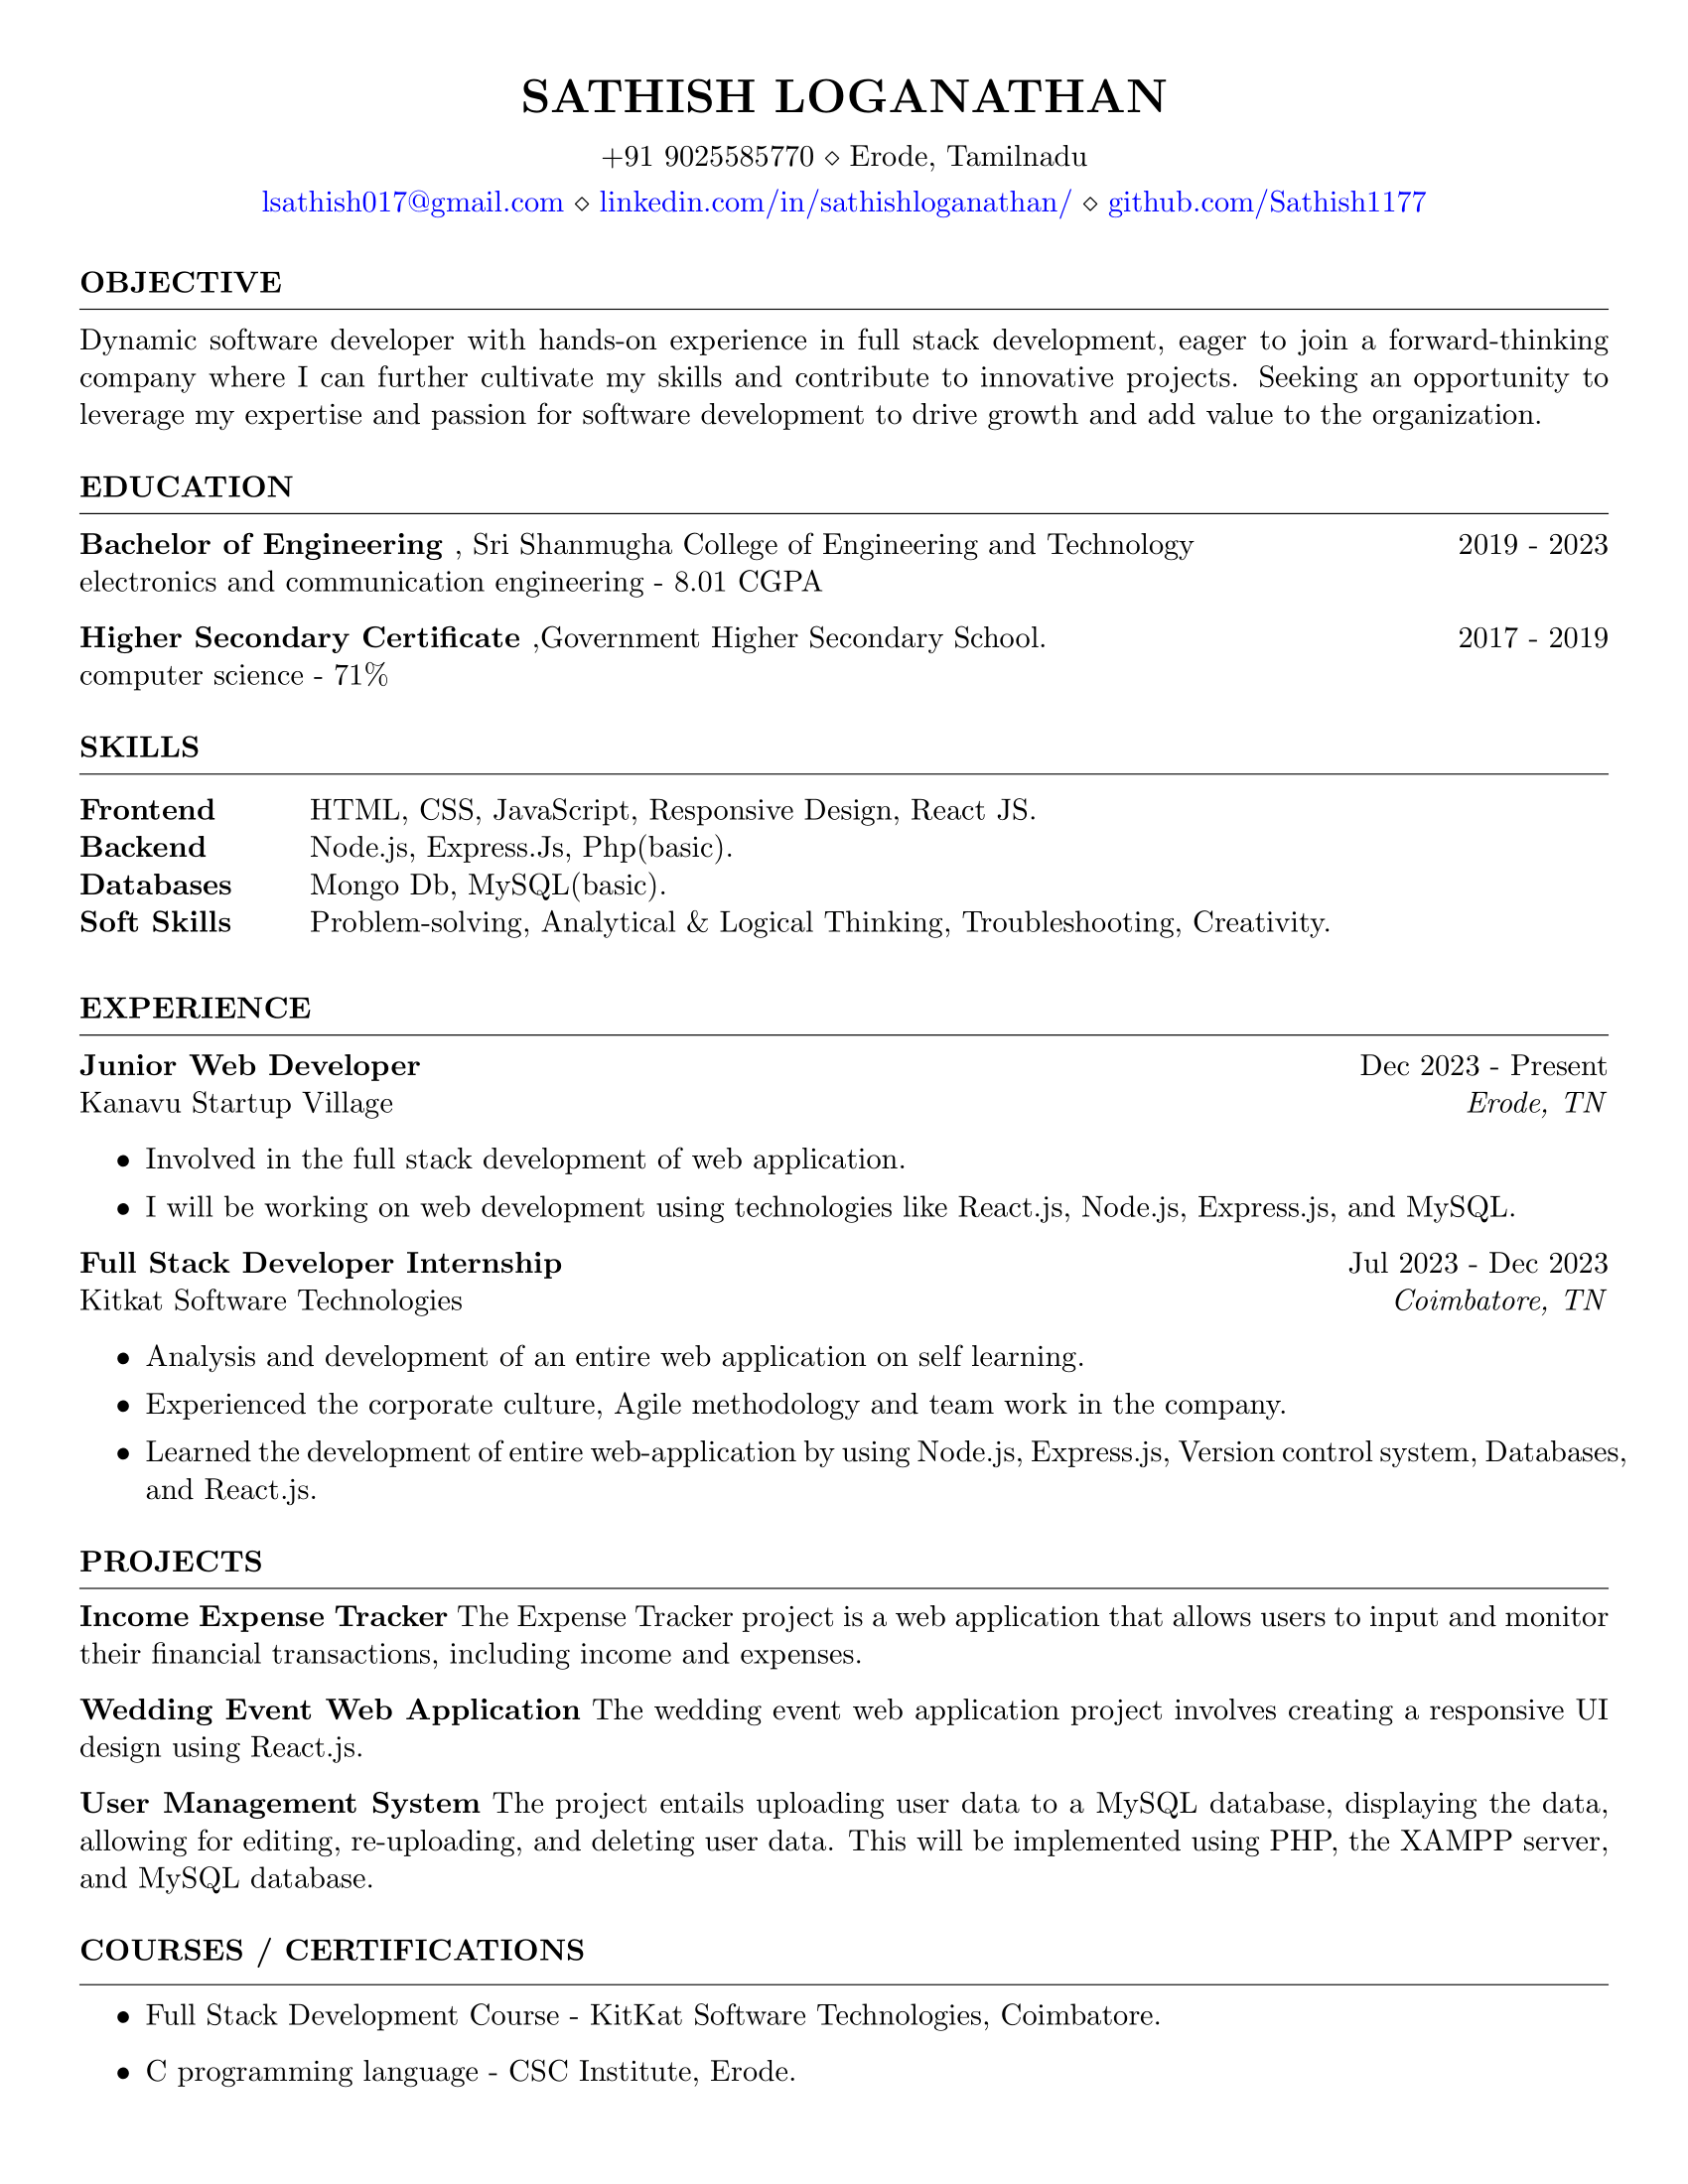 SATHISH LOGANATHAN
+91 9025585770 ⋄ Erode, Tamilnadu
lsathish017@gmail.com ⋄ linkedin.com/in/sathishloganathan/ ⋄ github.com/Sathish1177
OBJECTIVE
Dynamic software developer with hands-on experience in full stack development, eager to join a forward-thinking
company where I can further cultivate my skills and contribute to innovative projects. Seeking an opportunity to
leverage my expertise and passion for software development to drive growth and add value to the organization.
EDUCATION
Bachelor of Engineering , Sri Shanmugha College of Engineering and Technology 2019 - 2023
electronics and communication engineering - 8.01 CGPA
Higher Secondary Certificate ,Government Higher Secondary School. 2017 - 2019
computer science - 71%
SKILLS
Frontend HTML, CSS, JavaScript, Responsive Design, React JS.
Backend Node.js, Express.Js, Php(basic).
Databases Mongo Db, MySQL(basic).
Soft Skills Problem-solving, Analytical & Logical Thinking, Troubleshooting, Creativity.
EXPERIENCE
Junior Web Developer Dec 2023 - Present
Kanavu Startup Village Erode, TN
• Involved in the full stack development of web application.
• I will be working on web development using technologies like React.js, Node.js, Express.js, and MySQL.
Full Stack Developer Internship Jul 2023 - Dec 2023
Kitkat Software Technologies Coimbatore, TN
• Analysis and development of an entire web application on self learning.
• Experienced the corporate culture, Agile methodology and team work in the company.
• Learned the development of entire web-application by using Node.js, Express.js, Version control system, Databases,
and React.js.
PROJECTS
Income Expense Tracker The Expense Tracker project is a web application that allows users to input and monitor
their financial transactions, including income and expenses.
Wedding Event Web Application The wedding event web application project involves creating a responsive UI
design using React.js.
User Management System The project entails uploading user data to a MySQL database, displaying the data,
allowing for editing, re-uploading, and deleting user data. This will be implemented using PHP, the XAMPP server,
and MySQL database.
COURSES / CERTIFICATIONS
• Full Stack Development Course - KitKat Software Technologies, Coimbatore.
• C programming language - CSC Institute, Erode.